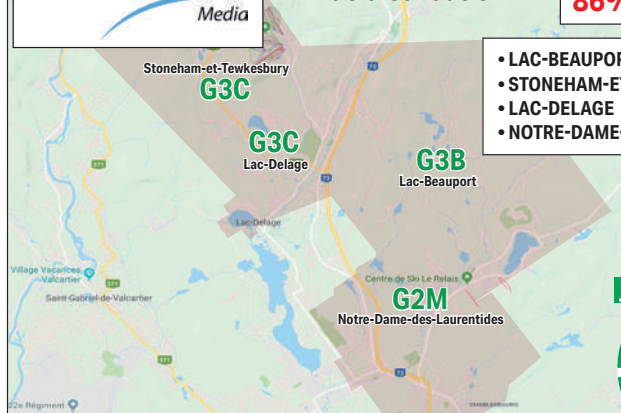 Media
86%
• LAC-BEAUPOR
• STONEHAM-ET
• LAC-DELAGE
• NOTRE-DAME-
Stoneham-et-Tewkesbury
G3C
73
G3C
Lac-Delage
371
73
G3B
Lac-Beauport
Lac-Delage
Village Vacances
Valcartier
371
Saint-Gabriel-de-Valcartier
Centre de Ski Le Relais
G2M
Notre-Dame-des-Laurentides
371
73
22e Régiment